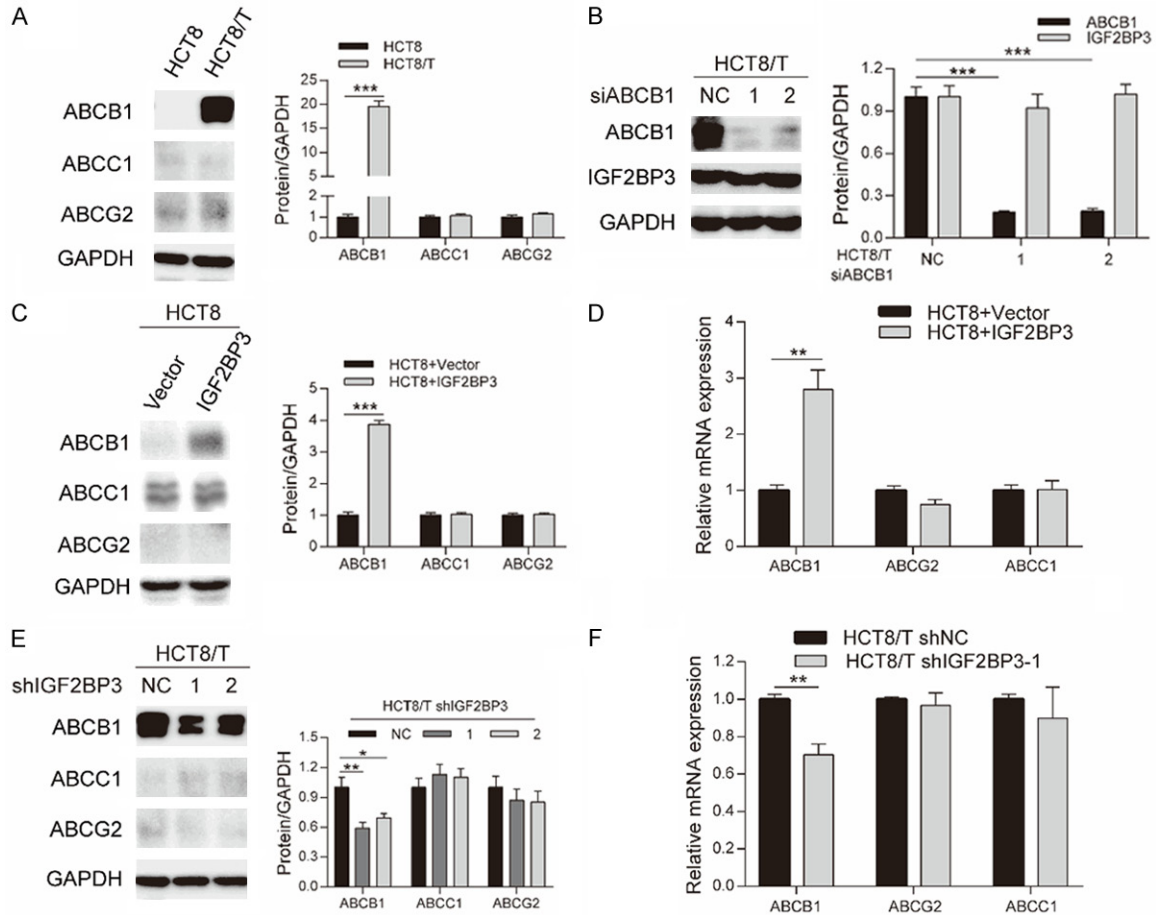 A
HCT8 HCT8/T
ABCB1
ABCC1
ABCG2
GAPDH
HCT8
HCT8/T
Protein/GAPDH
25
20
15
10
5
2
1
0
***
ABCB1 ABCC1 ABCG2
B
HCT8/T
siABCB1 NC 1 2
ABCB1
IGF2BP3
GAPDH
ABCB1
IGF2BP3
***
***
Protein/GAPDH
1.2
0.9
0.6
0.3
0.0
HCT8/T
siABCB1 NC 1 2
C
HCT8
Vector IGF2BP3
ABCB1
ABCC1
ABCG2
GAPDH
HCT8+Vector
HCT8+IGF2BP3
Protein/GAPDH
5
4
3
2
1
0
***
ABCB1 ABCC1 ABCG2
D
HCT8+Vector
HCT8+IGF2BP3
Relative mRNA expression
4
3
2
1
0
**
ABCB1 ABCG2 ABCC1
E
HCT8/T
shIGF2BP3 NC 1 2
ABCB1
ABCC1
ABCG2
GAPDH
HCT8/T shIGF2BP3
NC 1 2
Protein/GAPDH
1.5
1.2
0.9
0.6
0.3
0.0
*
**
ABCB1 ABCC1 ABCG2
F
HCT8/T shNC
HCT8/T shIGF2BP3-1
Relative mRNA expression
1.2
1.0
0.8
0.6
0.4
0.2
0.0
**
ABCB1 ABCG2 ABCC1